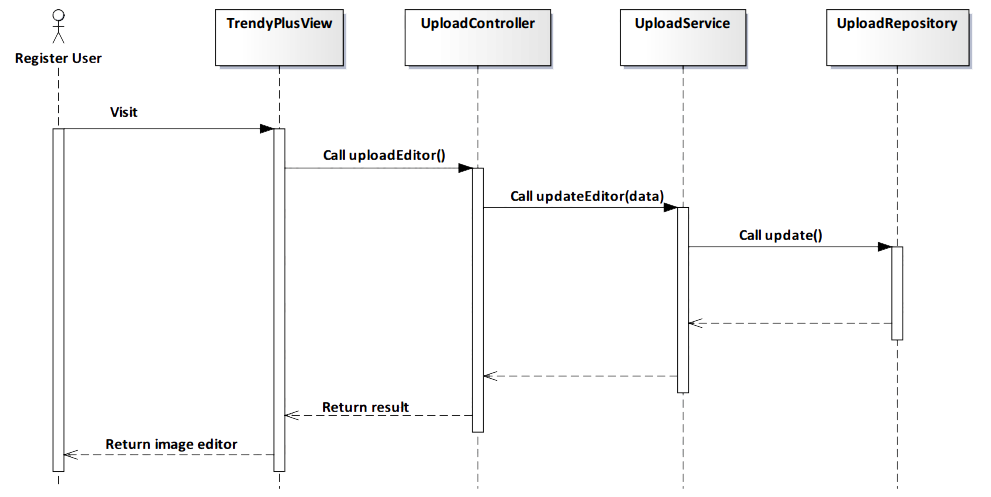 TrendyPlusView
UploadController
UploadService
UploadRepository
Register User
Visit
Call uploadEditor()
Call updateEditor(data)
Call update()
Return result
Return image editor